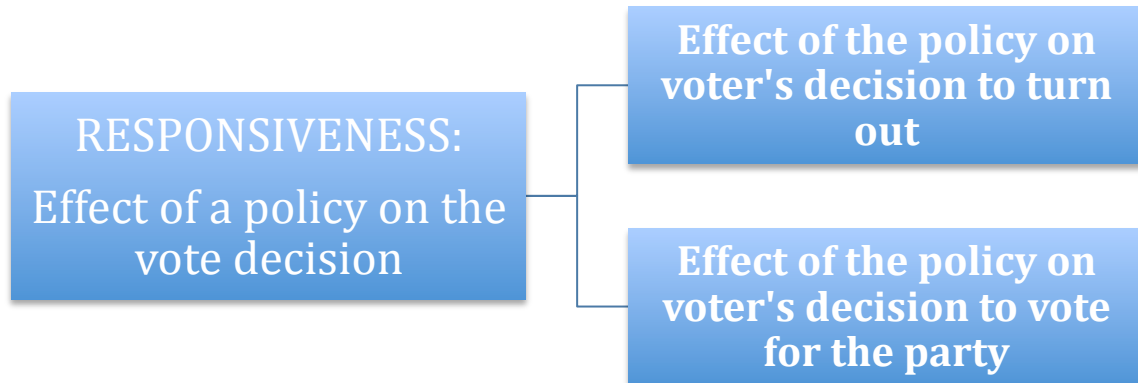 RESPONSIVENESS:
Effect of a policy on the
vote decision
Effect of the policy on
voter's decision to turn
out
Effect of the policy on
voter's decision to vote
for the party